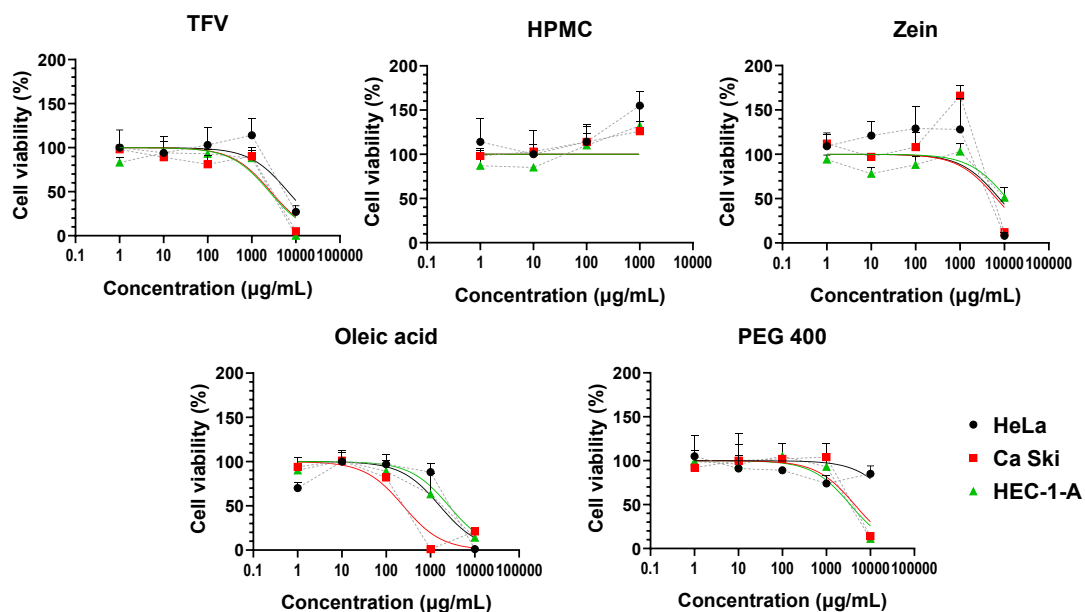 TFV
200
150
100
50
0
0.1 1 10 100 1000 10000 100000
Cell viability (%)
Concentration (µg/mL)
HPMC
200
150
100
50
0
0.1 1 10 100 1000 10000
Cell viability (%)
Concentration (µg/mL)
Zein
200
150
100
50
0
0.1 1 10 100 1000 10000 100000
Cell viability (%)
Concentration (µg/mL)
Oleic acid
200
150
100
50
0
0.1 1 10 100 1000 10000 100000
Cell viability (%)
Concentration (µg/mL)
PEG 400
200
150
100
50
0
0.1 1 10 100 1000 10000 100000
Cell viability (%)
Concentration (µg/mL)
HeLa
Ca Ski
HEC-1-A